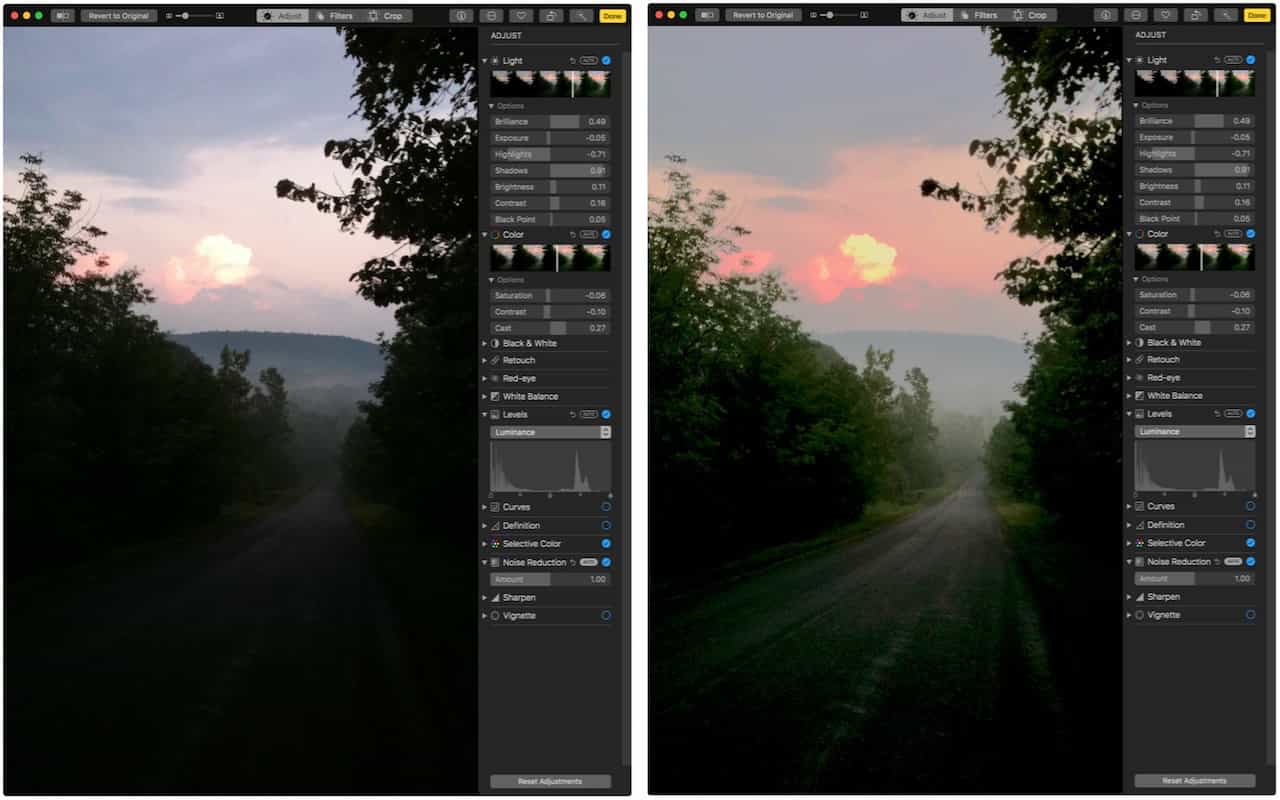 Revert to Original Adjust Filters Crop Done
ADJUST
Light AUTO
Options
Brilliance 0.49
Exposure -0.05
Highlights -0.71
Shadows 0.91
Brightness 0.11
Contrast 0.16
Black Point 0.05
Color AUTO
Options
Saturation -0.06
Contrast -0.10
Cast 0.27
Black & White
Retouch
Red-eye
White Balance
Levels AUTO
Luminance
Curves
Definition
Selective Color
Noise Reduction AUTO
Amount 1.00
Sharpen
Vignette
Reset Adjustments
Revert to Original Adjust Filters Crop Done
ADJUST
Light AUTO
Options
Brilliance 0.49
Exposure -0.05
Highlights -0.71
Shadows 0.91
Brightness 0.11
Contrast 0.16
Black Point 0.05
Color AUTO
Options
Saturation -0.06
Contrast -0.10
Cast 0.27
Black & White
Retouch
Red-eye
White Balance
Levels AUTO
Luminance
Curves
Definition
Selective Color
Noise Reduction AUTO
Amount 1.00
Sharpen
Vignette
Reset Adjustments